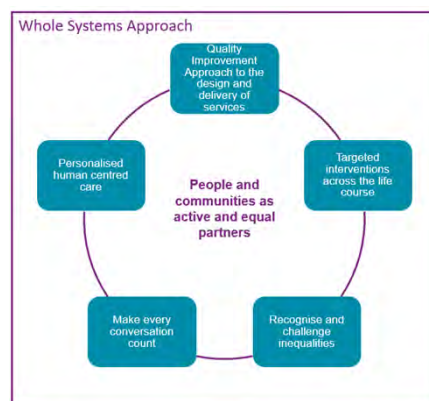 Whole Systems Approach
Quality
Improvement
Approach to the
design and
delivery of
services
Personalised
human centred
care
Targeted
interventions
across the life
course
People and
communities as
active and equal
partners
Make every
conversation
count
Recognise and
challenge
inequalities